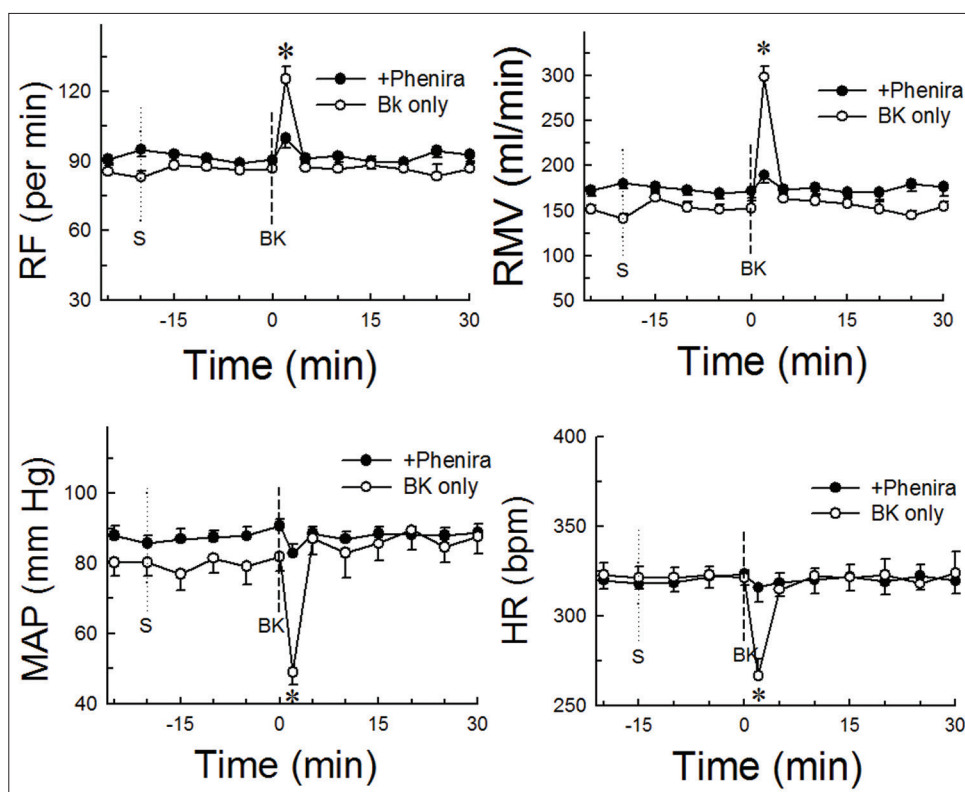 RF (per min)
120
90
60
30
*
+Phenira
Bk only
S
BK
-15
0
15
30
Time (min)
RMV (ml/min)
300
250
200
150
100
50
*
+Phenira
BK only
S
BK
-15
0
15
30
Time (min)
MAP (mm Hg)
100
80
60
40
+Phenira
BK only
S
BK
*
-15
0
15
30
Time (min)
HR (bpm)
400
350
300
250
+Phenira
BK only
S
BK
*
-15
0
15
30
Time (min)